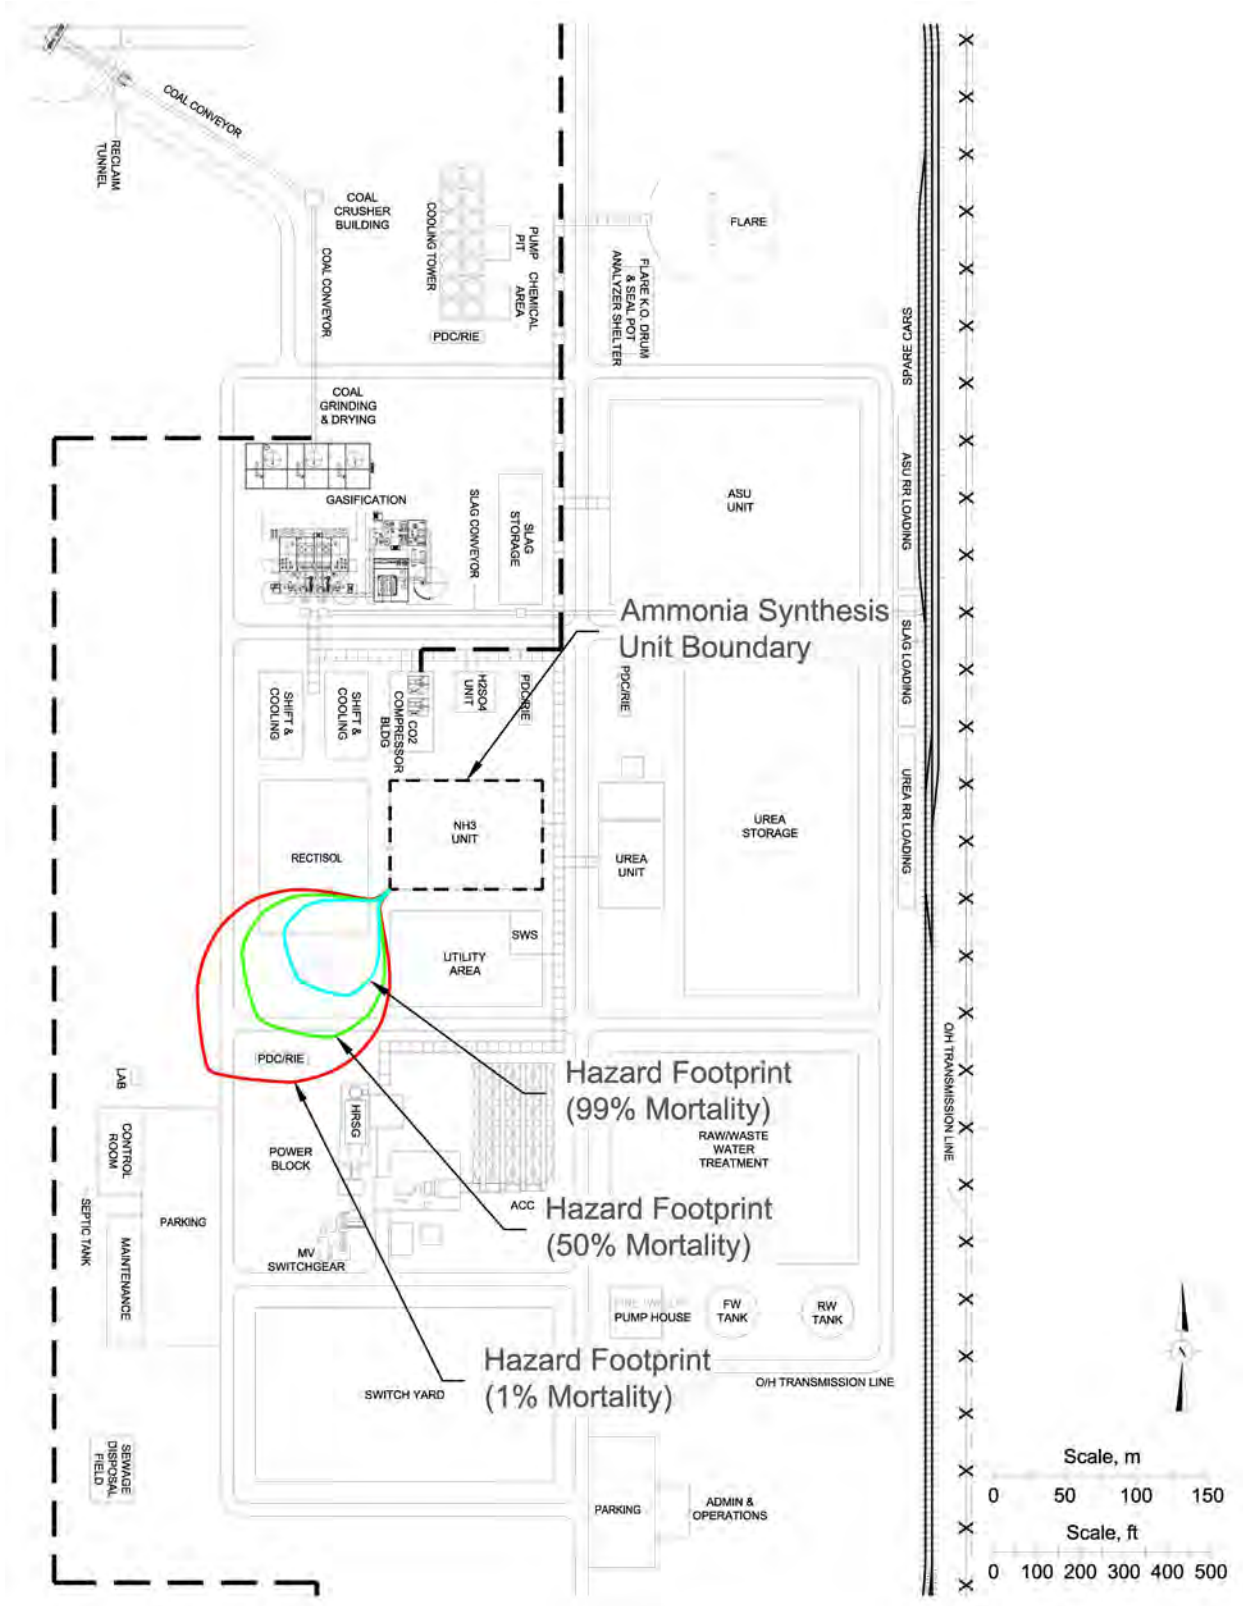 COAL CONVEYOR
RECLAIM
TUNNEL
COAL
CRUSHER
BUILDING
COAL CONVEYOR
COOLING TOWER
PUMP
PIT
CHEMICAL
AREA
PDC/RIE
FLARE
FLARE K.O. DRUM
& SEAL POT
ANALYZER SHELTER
SPARE CARS
COAL
GRINDING
& DRYING
GASIFICATION
SLAG CONVEYOR
SLAG
STORAGE
ASU
UNIT
ASU RR LOADING
Ammonia Synthesis
Unit Boundary
SLAG LOADING
SHIFT &
COOLING
SHIFT &
COOLING
CO2
COMPRESSOR
BLDG
H2SO4
UNIT
PDC/RIE
PDC/RIE
UREA RR LOADING
NH3
UNIT
RECTISOL
UREA
UNIT
UREA
STORAGE
SWS
UTILITY
AREA
PDC/RIE
O/H TRANSMISSION LINE
LAB
Hazard Footprint
(99% Mortality)
CONTROL
ROOM
HRSG
POWER
BLOCK
RAW/WASTE
WATER
TREATMENT
SEPTIC TANK
PARKING
ACC
Hazard Footprint
(50% Mortality)
MAINTENANCE
MV
SWITCHGEAR
PUMP HOUSE
FW
TANK
RW
TANK
N
Hazard Footprint
(1% Mortality)
SWITCH YARD
O/H TRANSMISSION LINE
SEWAGE
DISPOSAL
FIELD
PARKING
ADMIN &
OPERATIONS
Scale, m
0 50 100 150
Scale, ft
0 100 200 300 400 500